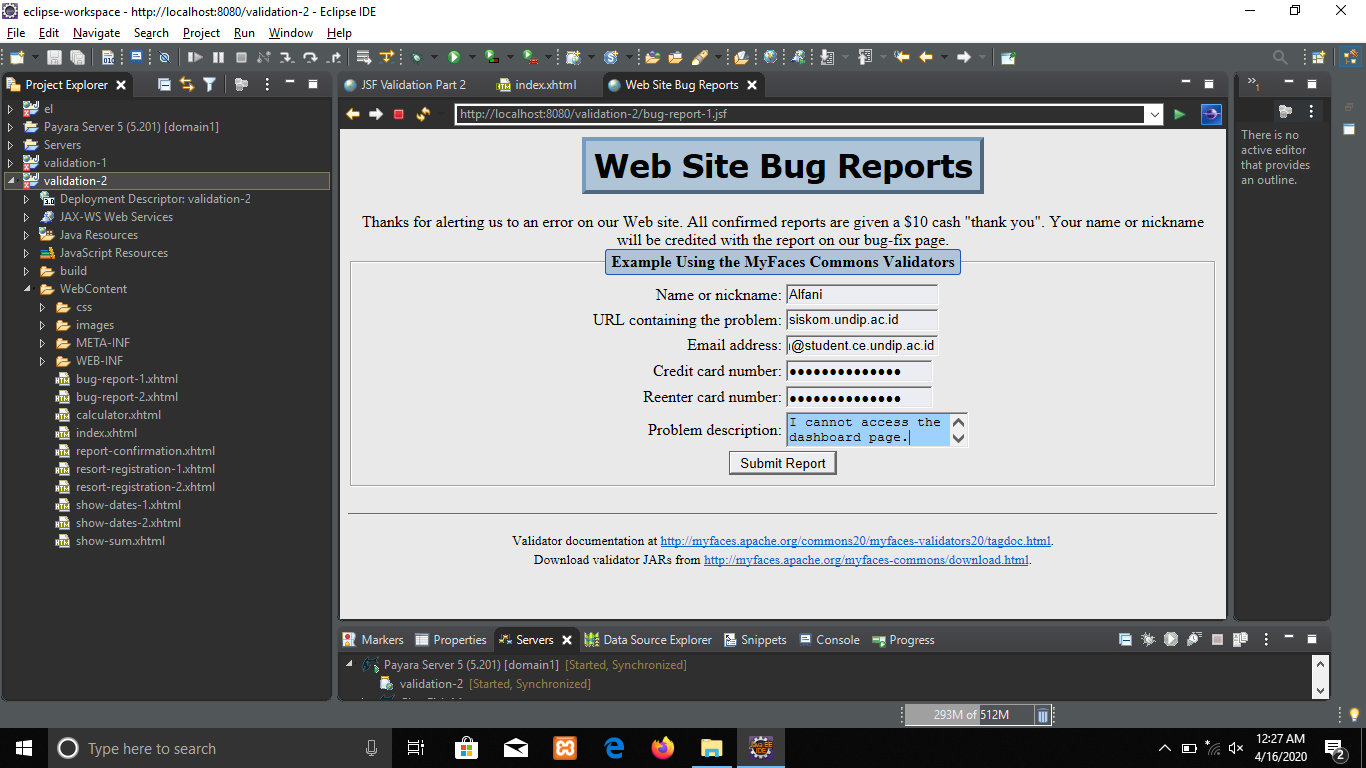 eclipse-workspace - http://localhost:8080/validation-2 - Eclipse IDE
File Edit Navigate Search Project Run Window Help
Project Explorer
el
Payara Server 5 (5.201) [domain1]
Servers
validation-1
validation-2
Deployment Descriptor: validation-2
JAX-WS Web Services
Java Resources
JavaScript Resources
build
WebContent
css
images
META-INF
WEB-INF
bug-report-1.xhtml
bug-report-2.xhtml
calculator.xhtml
index.xhtml
report-confirmation.xhtml
resort-registration-1.xhtml
resort-registration-2.xhtml
show-dates-1.xhtml
show-dates-2.xhtml
show-sum.xhtml
JSF Validation Part 2 index.xhtml Web Site Bug Reports
http://localhost:8080/validation-2/bug-report-1.jsf
Web Site Bug Reports
Thanks for alerting us to an error on our Web site. All confirmed reports are given a $10 cash "thank you". Your name or nickname
will be credited with the report on our bug-fix page.
Example Using the MyFaces Commons Validators
Name or nickname: Alfani
URL containing the problem: siskom.undip.ac.id
Email address: @student.ce.undip.ac.id
Credit card number: ●●●●●●●●●●●●●●
Reenter card number: ●●●●●●●●●●●●●●
Problem description: I cannot access the
dashboard page.
Submit Report
Validator documentation at http://myfaces.apache.org/commons20/myfaces-validators20/tagdoc.html.
Download validator JARs from http://myfaces.apache.org/myfaces-commons/download.html.
1
There is no
active editor
that provides
an outline.
Markers Properties Servers Data Source Explorer Snippets Console Progress
Payara Server 5 (5.201) [domain1] [Started, Synchronized]
validation-2 [Started, Synchronized]
293M of 512M
Type here to search
12:27 AM
4/16/2020
2